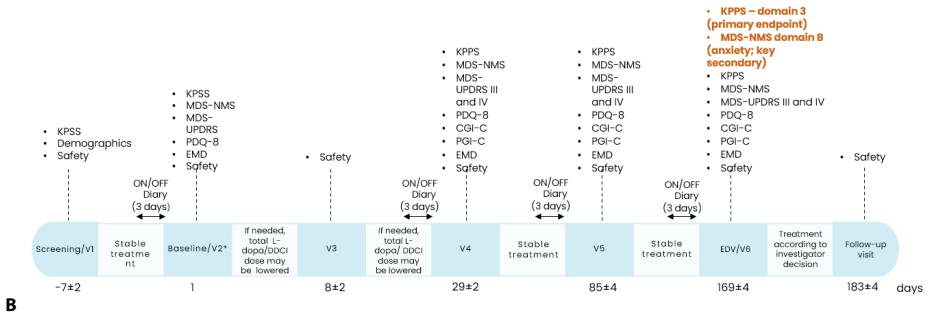 • KPPS – domain 3
(primary endpoint)
• MDS-NMS domain B
(anxiety; key
secondary)
• KPPS
• MDS-NMS
• MDS-UPDRS III and IV
• PDQ-8
• CGI-C
• PGI-C
• EMD
• Safety
• KPPS
• MDS-NMS
• MDS-
UPDRS III
and IV
• PDQ-8
• CGI-C
• PGI-C
• EMD
• Safety
• KPPS
• MDS-NMS
• MDS-
UPDRS III
and IV
• PDQ-8
• CGI-C
• PGI-C
• EMD
• Safety
• KPSS
• MDS-NMS
• MDS-
UPDRS
• PDQ-8
• EMD
• Safety
• KPSS
• Demographics
• Safety
• Safety
• Safety
ON/OFF
Diary
(3 days)
ON/OFF
Diary
(3 days)
ON/OFF
Diary
(3 days)
ON/OFF
Diary
(3 days)
Screening/V1
Stable
treatme
nt
Baseline/V2*
If needed,
total L-
dopa/DDCI
dose may
be lowered
V3
If needed,
total L-
dopa/ DDCI
dose may
be lowered
V4
Stable
treatment
V5
Stable
treatment
EDV/V6
Treatment
according to
investigator
decision
Follow-up
visit
-7±2
1
8±2
29±2
85±4
169±4
183±4
days
B